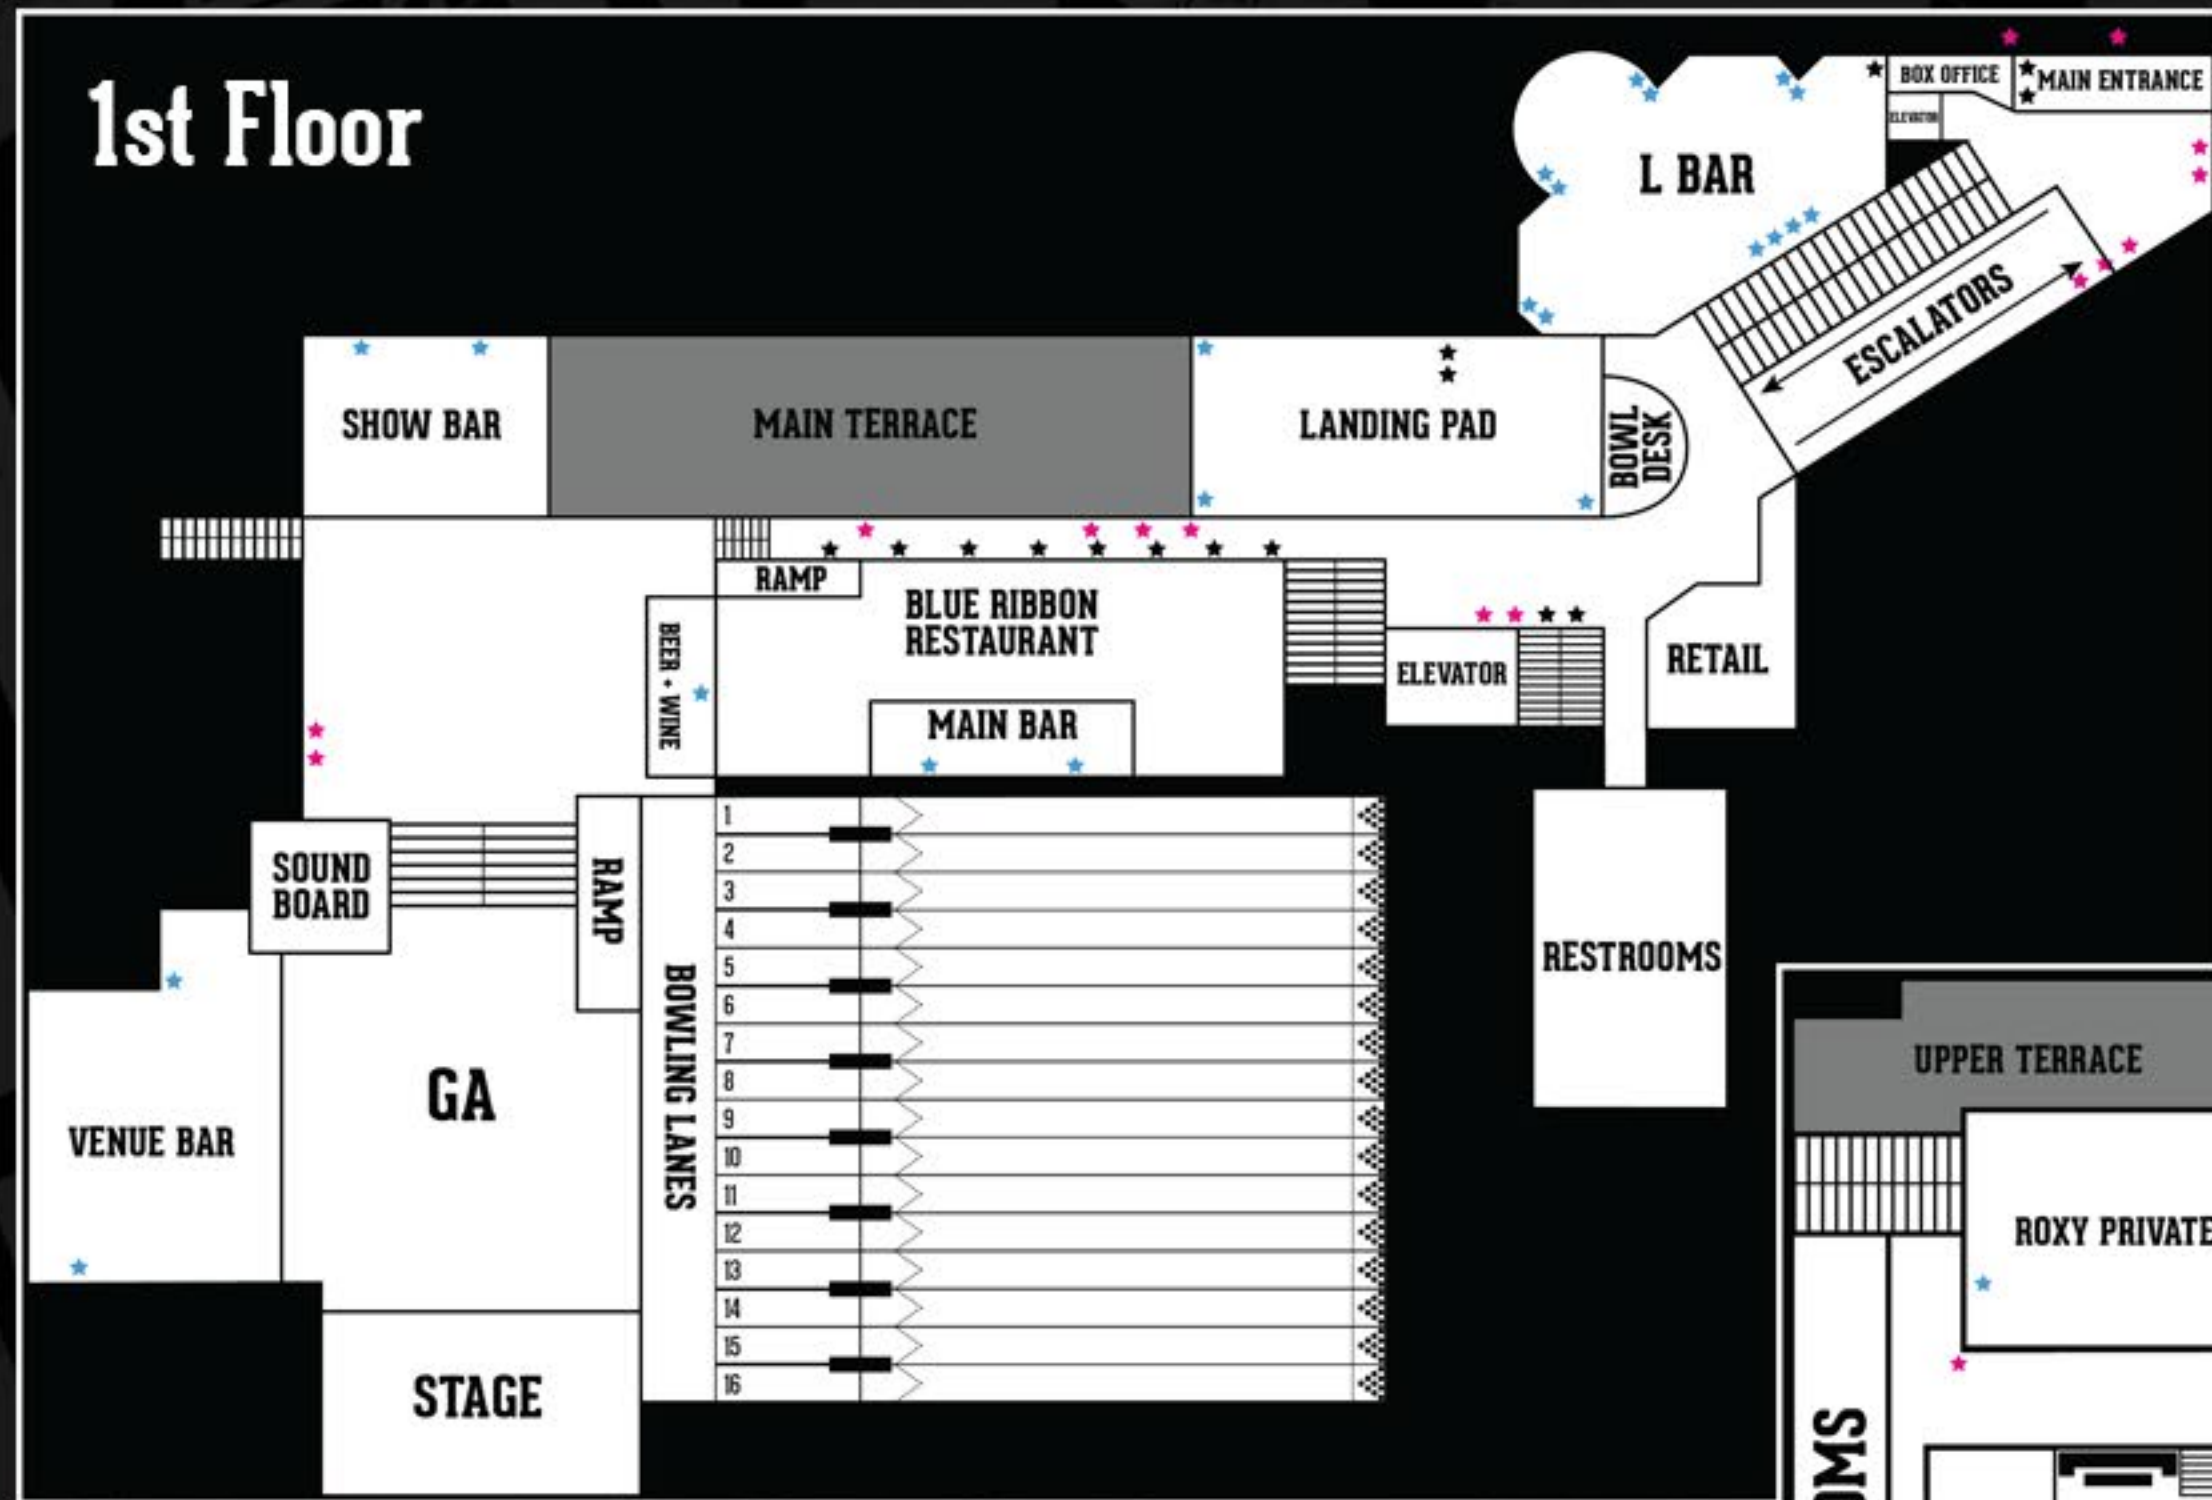 1st Floor
BOX OFFICE
MAIN ENTRANCE
ELEVATOR
L BAR
ESCALATORS
SHOW BAR
MAIN TERRACE
LANDING PAD
BOWL
DESK
RAMP
BLUE RIBBON
RESTAURANT
BEER + WINE
MAIN BAR
ELEVATOR
RETAIL
SOUND
BOARD
RAMP
BOWLING LANES
1
2
3
4
5
6
7
8
9
10
11
12
13
14
15
16
RESTROOMS
GA
VENUE BAR
STAGE
UPPER TERRACE
ROXY PRIVATE
OMS